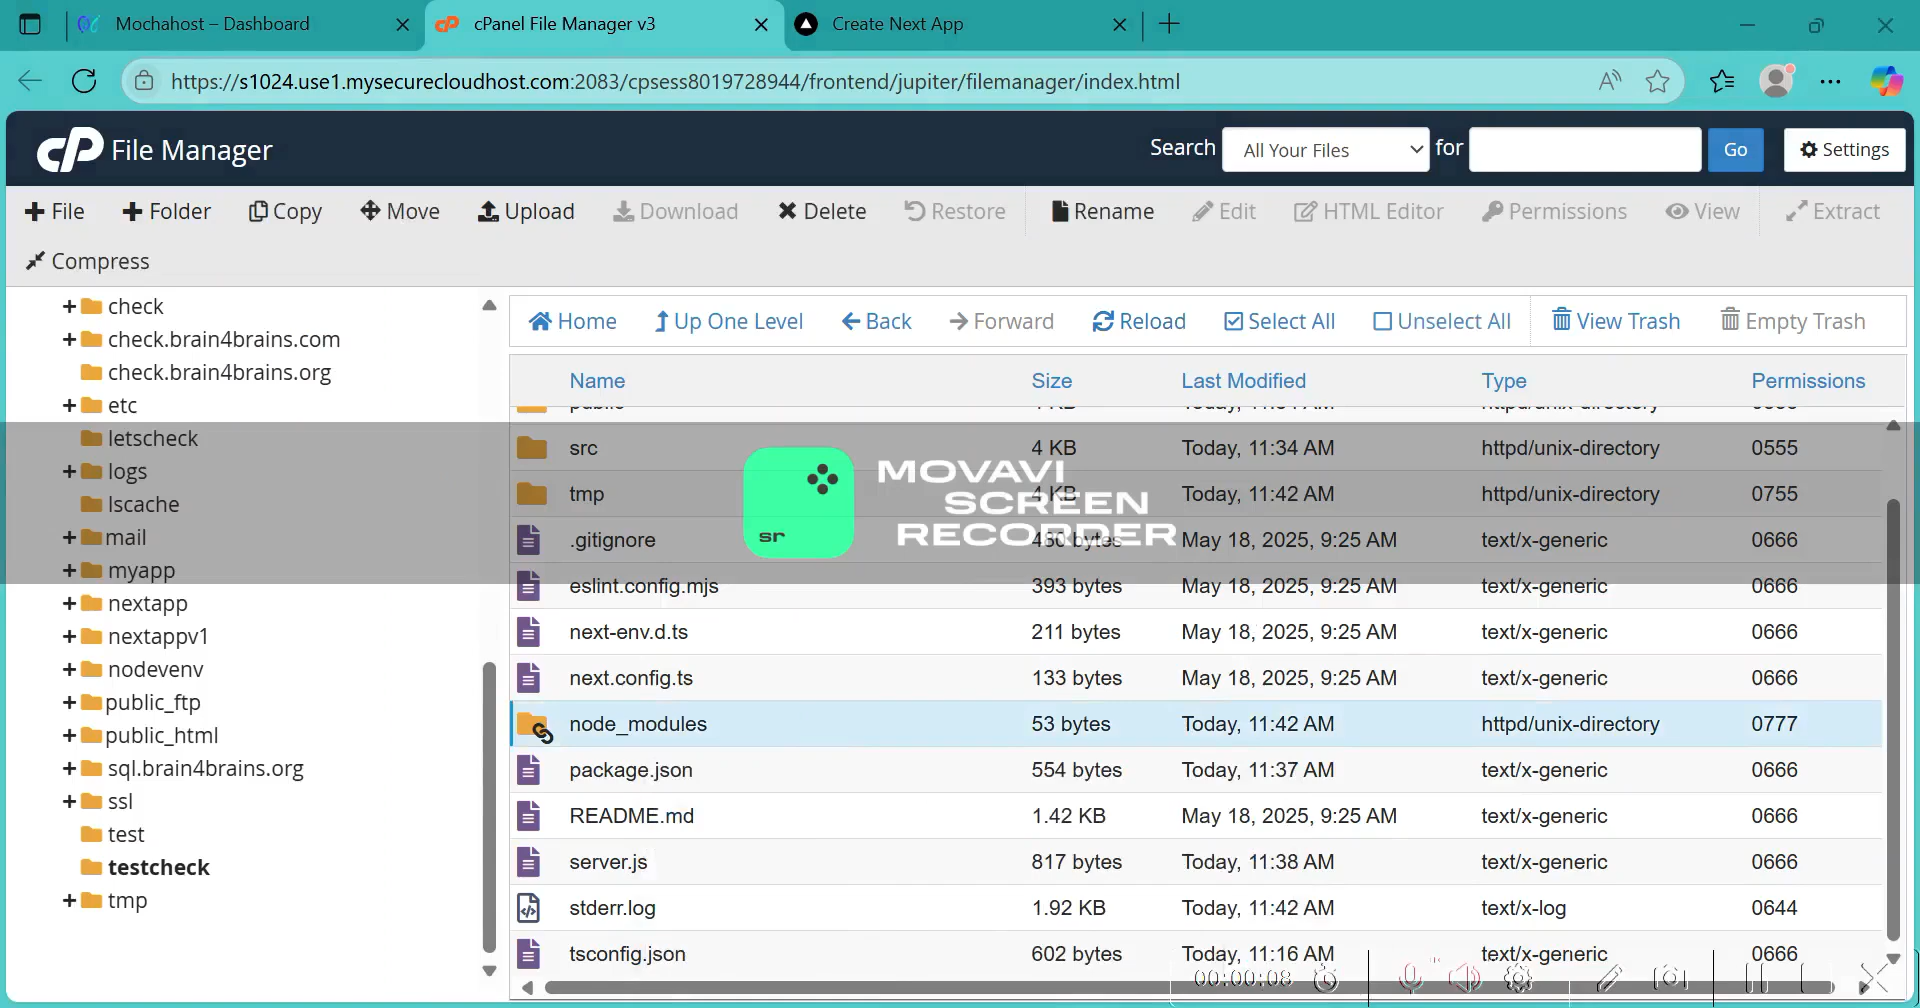 Mochahost – Dashboard
cPanel File Manager v3
Create Next App
https://s1024.use1.mysecurecloudhost.com:2083/cpsess8019728944/frontend/jupiter/filemanager/index.html
cP File Manager
Search All Your Files for Go Settings
File Folder Copy Move Upload Download Delete Restore Rename Edit HTML Editor Permissions View Extract
Compress
check
check.brain4brains.com
check.brain4brains.org
etc
letscheck
logs
lscache
mail
myapp
nextapp
nextappv1
nodevenv
public_ftp
public_html
sql.brain4brains.org
ssl
test
testcheck
tmp
Home Up One Level Back Forward Reload Select All Unselect All View Trash Empty Trash
Name Size Last Modified Type Permissions
src 4 KB Today, 11:34 AM httpd/unix-directory 0555
tmp 4 KB Today, 11:42 AM httpd/unix-directory 0755
.gitignore bytes May 18, 2025, 9:25 AM text/x-generic 0666
eslint.config.mjs 393 bytes May 18, 2025, 9:25 AM text/x-generic 0666
next-env.d.ts 211 bytes May 18, 2025, 9:25 AM text/x-generic 0666
next.config.ts 133 bytes May 18, 2025, 9:25 AM text/x-generic 0666
node_modules 53 bytes Today, 11:42 AM httpd/unix-directory 0777
package.json 554 bytes Today, 11:37 AM text/x-generic 0666
README.md 1.42 KB May 18, 2025, 9:25 AM text/x-generic 0666
server.js 817 bytes Today, 11:38 AM text/x-generic 0666
stderr.log 1.92 KB Today, 11:42 AM text/x-log 0644
tsconfig.json 602 bytes Today, 11:16 AM text/x-generic 0666
sr
MOVAVI
SCREEN
RECORDER
00:00:08